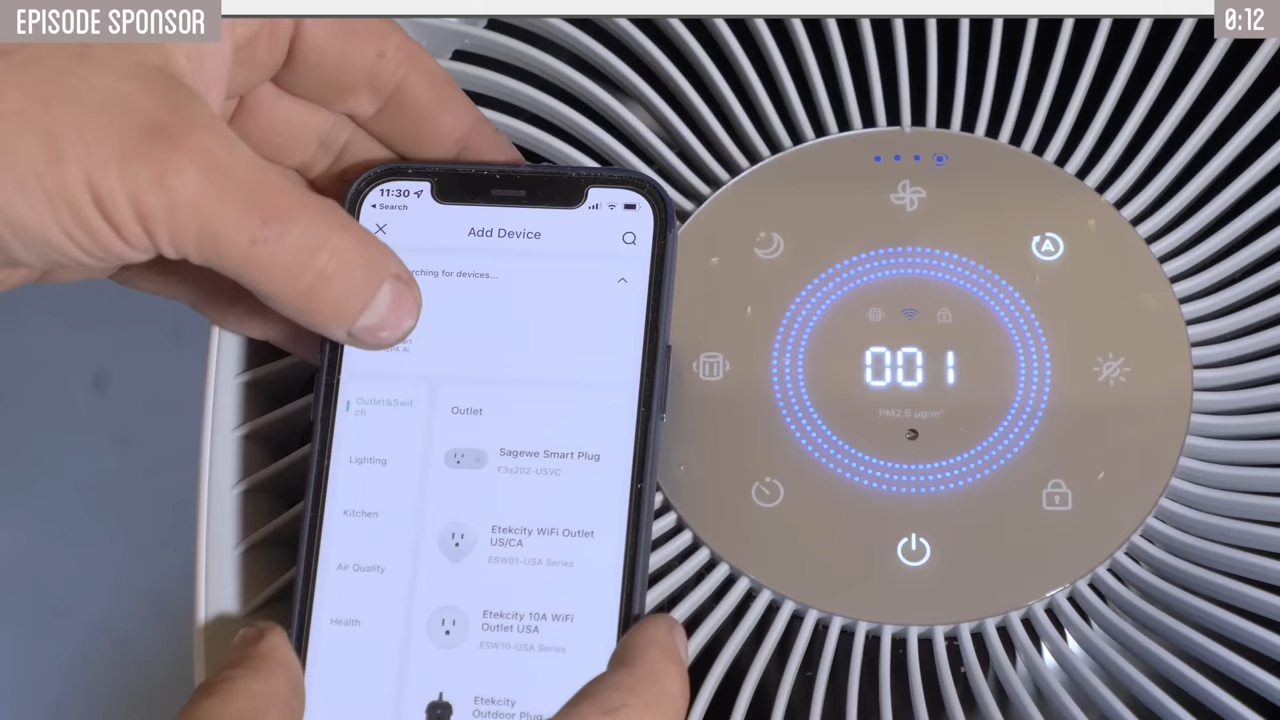 EPISODE SPONSOR
0:12
11:30
Search
Add Device
rching for devices...
Outlet&Swit
ch
Lighting
Kitchen
Air Quality
Health
Outlet
Sagewe Smart Plug
Etekcity WiFi Outlet
US/CA
ESW01-USA Series
Etekcity 10A WiFi
Outlet USA
ESW10-USA Series
Etekcity
Outdoor Plug
A
001
PM2.5 µg/m³